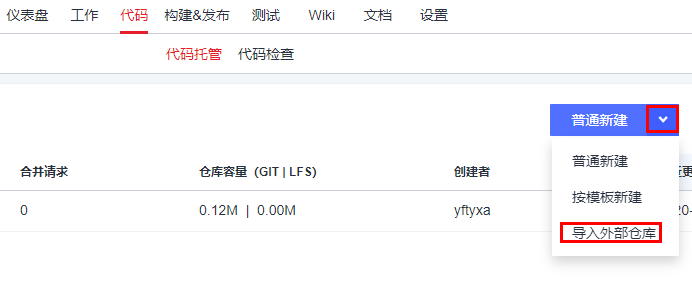 仪表盘 工作 代码 构建&发布 测试 Wiki 文档 设置
代码托管 代码检查
普通新建
普通新建
按模板新建
导入外部仓库
合并请求 仓库容量（GIT | LFS） 创建者 更
0 0.12M | 0.00M yftyxa 20-